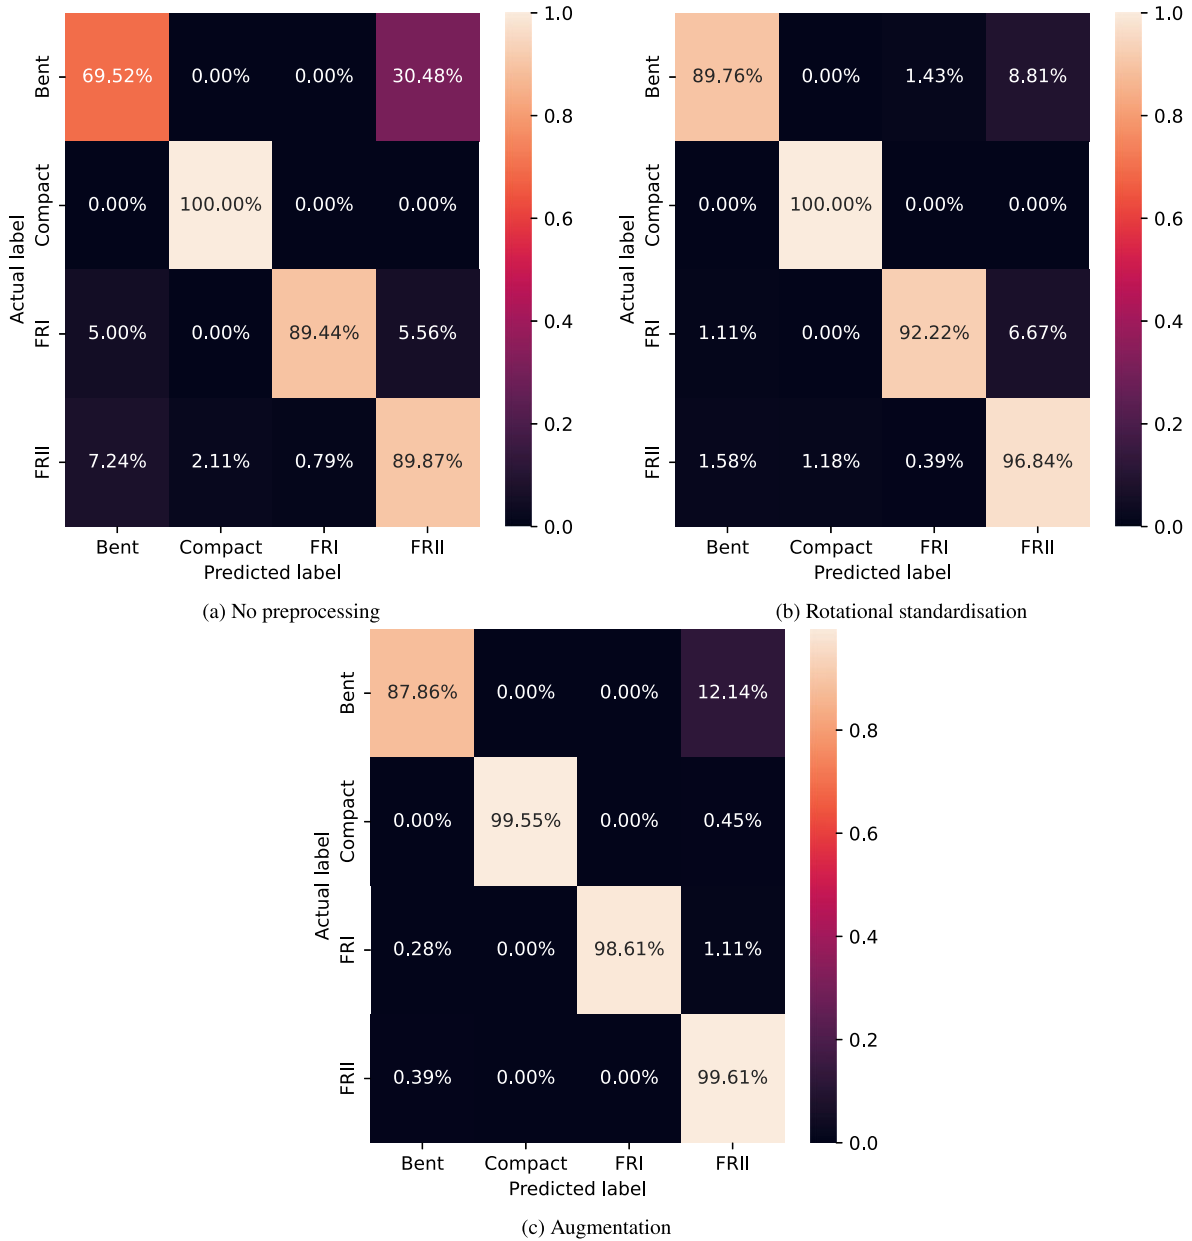 1.0
Bent
69.52%
0.00%
0.00%
30.48%
0.8
Compact
0.00%
100.00%
0.00%
0.00%
0.6
Actual label
FRI
5.00%
0.00%
89.44%
5.56%
0.4
0.2
FRII
7.24%
2.11%
0.79%
89.87%
0.0
Bent
Compact
FRI
FRII
Predicted label
(a) No preprocessing
1.0
Bent
89.76%
0.00%
1.43%
8.81%
0.8
Compact
0.00%
100.00%
0.00%
0.00%
0.6
Actual label
FRI
1.11%
0.00%
92.22%
6.67%
0.4
0.2
FRII
1.58%
1.18%
0.39%
96.84%
0.0
Bent
Compact
FRI
FRII
Predicted label
(b) Rotational standardisation
Bent
87.86%
0.00%
0.00%
12.14%
0.8
Compact
0.00%
99.55%
0.00%
0.45%
0.6
Actual label
FRI
0.28%
0.00%
98.61%
1.11%
0.4
0.2
FRII
0.39%
0.00%
0.00%
99.61%
0.0
Bent
Compact
FRI
FRII
Predicted label
(c) Augmentation